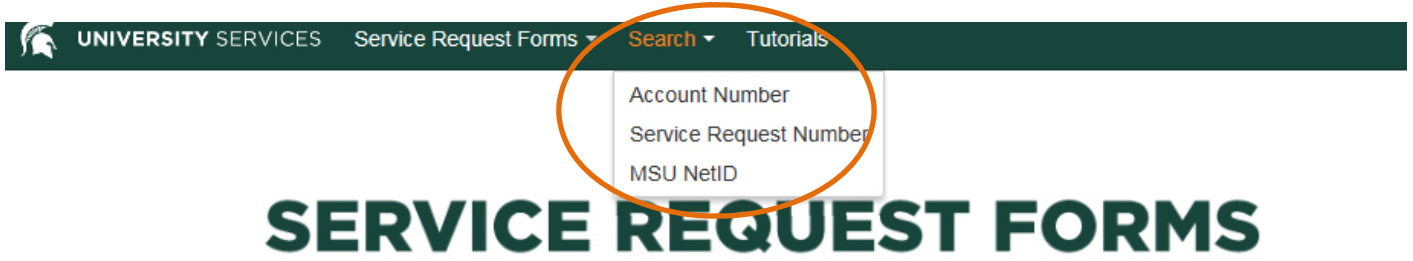 UNIVERSITY SERVICES Service Request Forms Search Tutorials
Account Number
Service Request Number
MSU NetID
SERVICE REQUEST FORMS